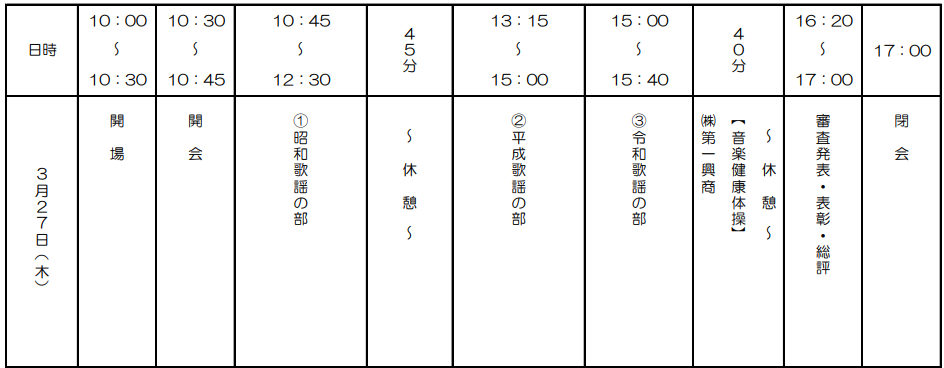 日時
10:00
~
10:30
10:30
~
10:45
10:45
~
12:30
45分
13:15
~
15:00
15:00
~
15:40
40分
16:20
~
17:00
17:00
3月27日(木)
開場
開会
①昭和歌謡の部
~休憩~
②平成歌謡の部
③令和歌謡の部
~休憩~
【音楽健康体操】
㈱第一興商
審査発表・表彰・総評
閉会